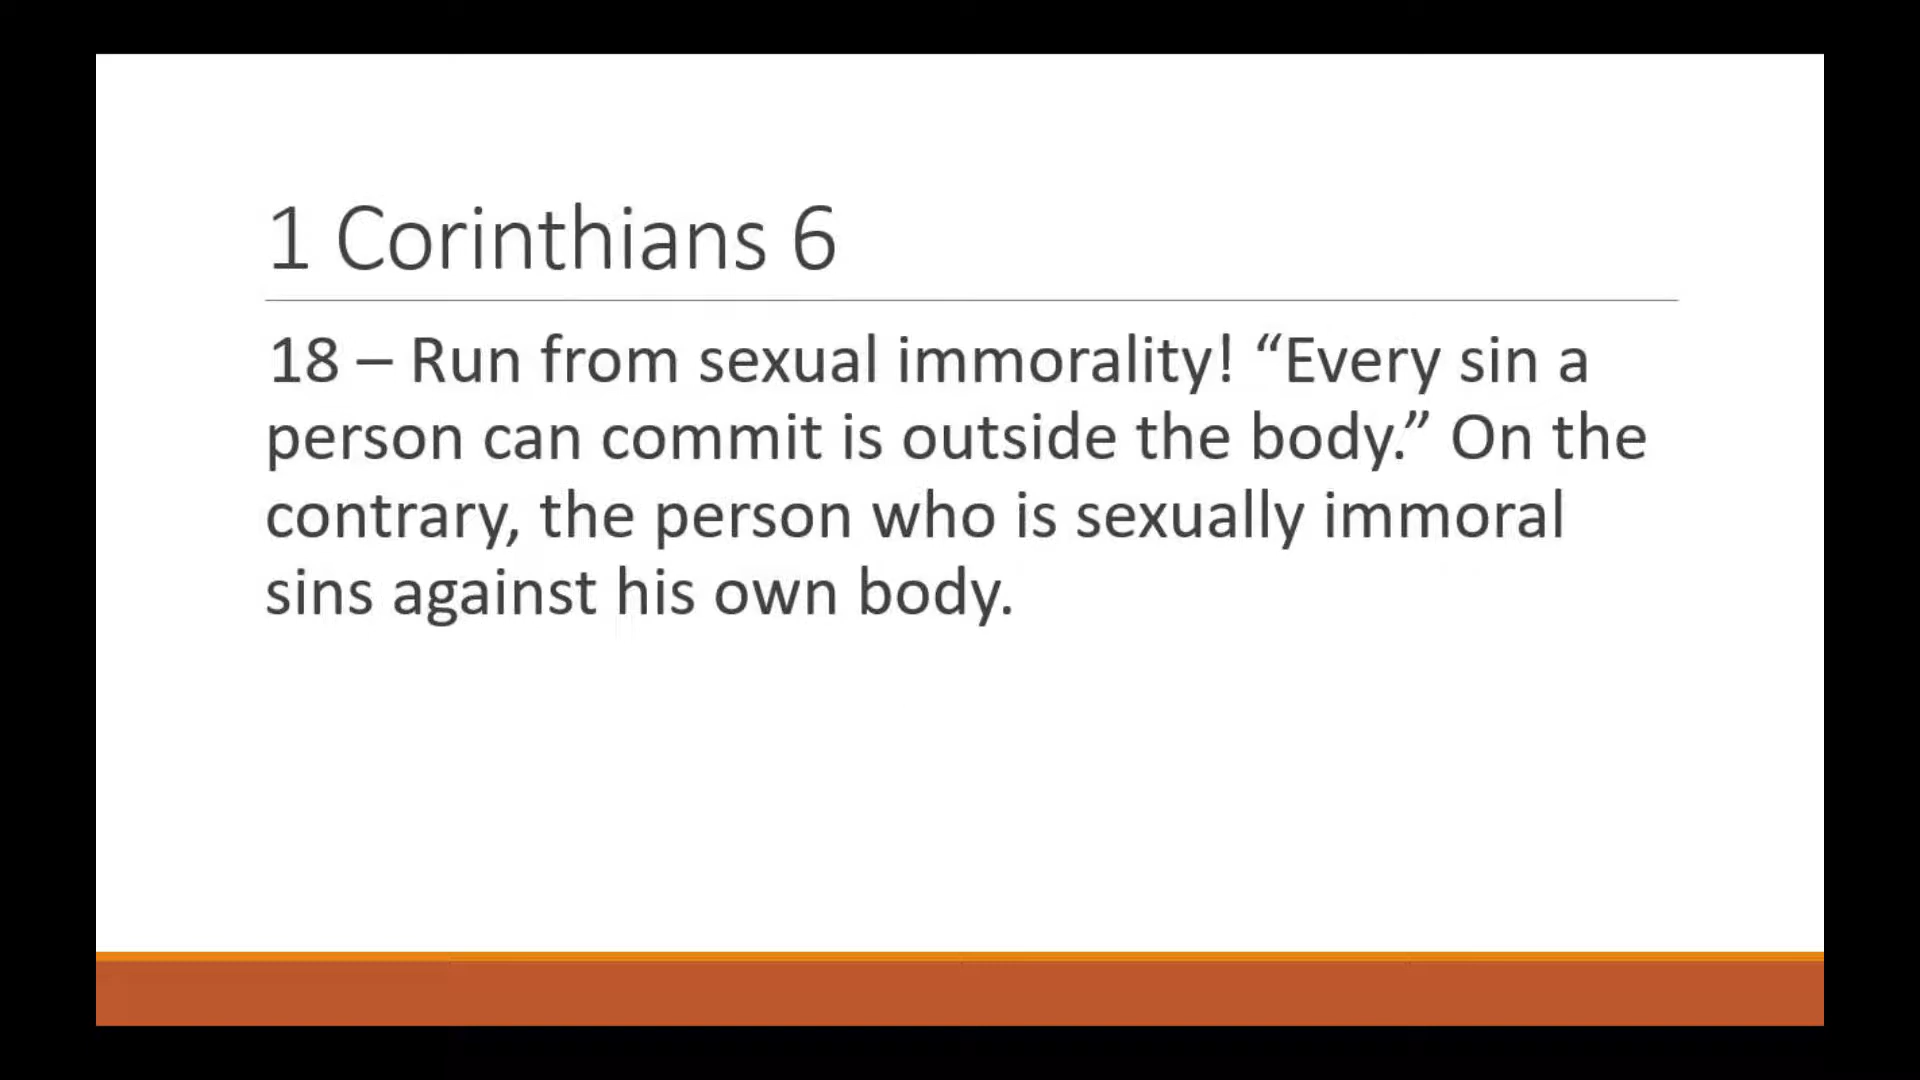 1 Corinthians 6
18 – Run from sexual immorality! “Every sin a
person can commit is outside the body.” On the
contrary, the person who is sexually immoral
sins against his own body.